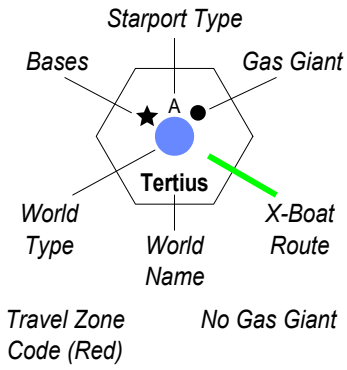 Starport Type
Bases
Gas Giant
A
Tertius
World
Type
World
Name
X-Boat
Route
Travel Zone
Code (Red)
No Gas Giant